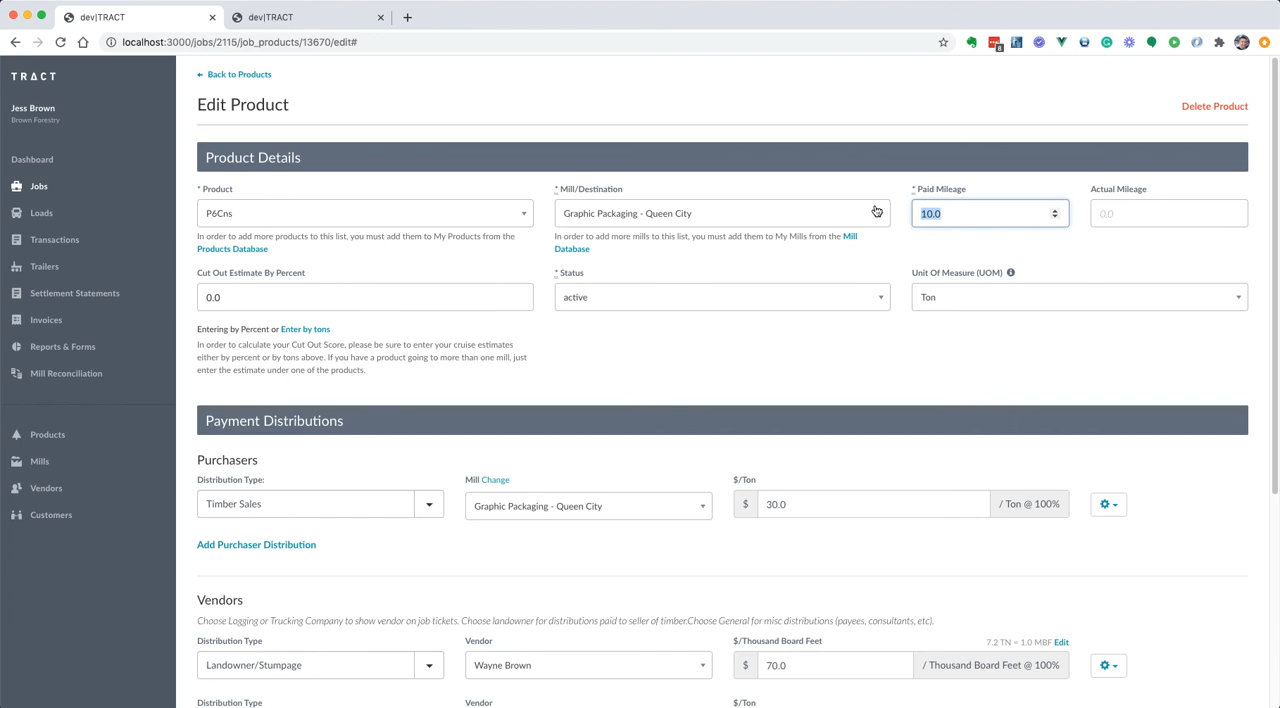 dev|TRACT
dev|TRACT
localhost:3000/jobs/2115/job_products/13670/edit#
8
TRACT
Jess Brown
Brown Forestry
Dashboard
Jobs
Loads
Transactions
Trailers
Settlement Statements
Invoices
Reports & Forms
Mill Reconciliation
Products
Mills
Vendors
Customers
← Back to Products
Edit Product
Delete Product
Product Details
* Product
* Mill/Destination
* Paid Mileage
Actual Mileage
P6Cns
Graphic Packaging - Queen City
10.0
0.0
In order to add more products to this list, you must add them to My Products from the
Products Database
In order to add more mills to this list, you must add them to My Mills from the Mill
Database
Cut Out Estimate By Percent
* Status
Unit Of Measure (UOM)
0.0
active
Ton
Entering by Percent or Enter by tons
In order to calculate your Cut Out Score, please be sure to enter your cruise estimates
either by percent or by tons above. If you have a product going to more than one mill, just
enter the estimate under one of the products.
Payment Distributions
Purchasers
Distribution Type:
Mill Change
$/Ton
Timber Sales
Graphic Packaging - Queen City
$ 30.0 / Ton @ 100%
Add Purchaser Distribution
Vendors
Choose Logging or Trucking Company to show vendor on job tickets. Choose landowner for distributions paid to seller of timber.Choose General for misc distributions (payees, consultants, etc).
Distribution Type
Vendor
$/Thousand Board Feet
7.2 TN = 1.0 MBF Edit
Landowner/Stumpage
Wayne Brown
$ 70.0 / Thousand Board Feet @ 100%
Distribution Type
Vendor
$/Ton